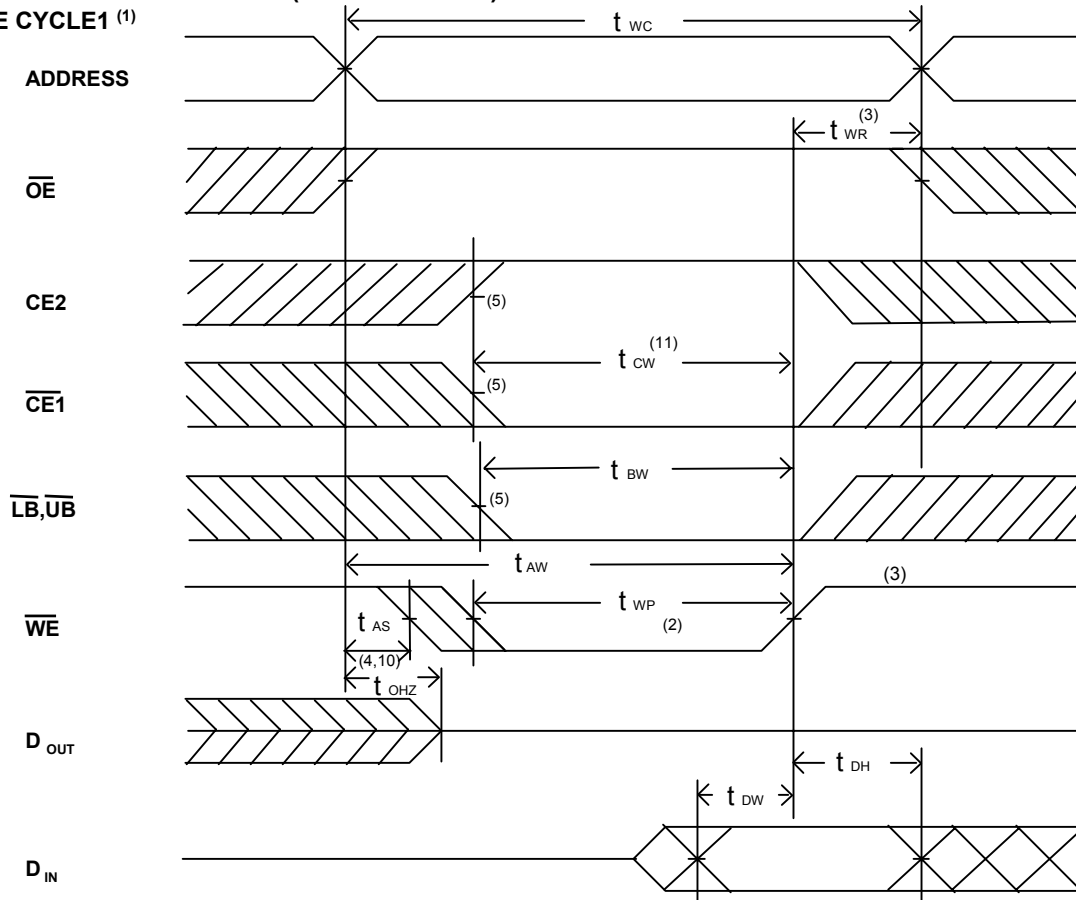 E CYCLE1 (1)
t WC
ADDRESS
t WR (3)
OE
CE2
(5)
t CW (11)
CE1
(5)
t BW
LB,UB
(5)
t AW
(3)
t WP
(2)
WE
t AS
(4,10)
t OHZ
D OUT
t DH
t DW
D IN